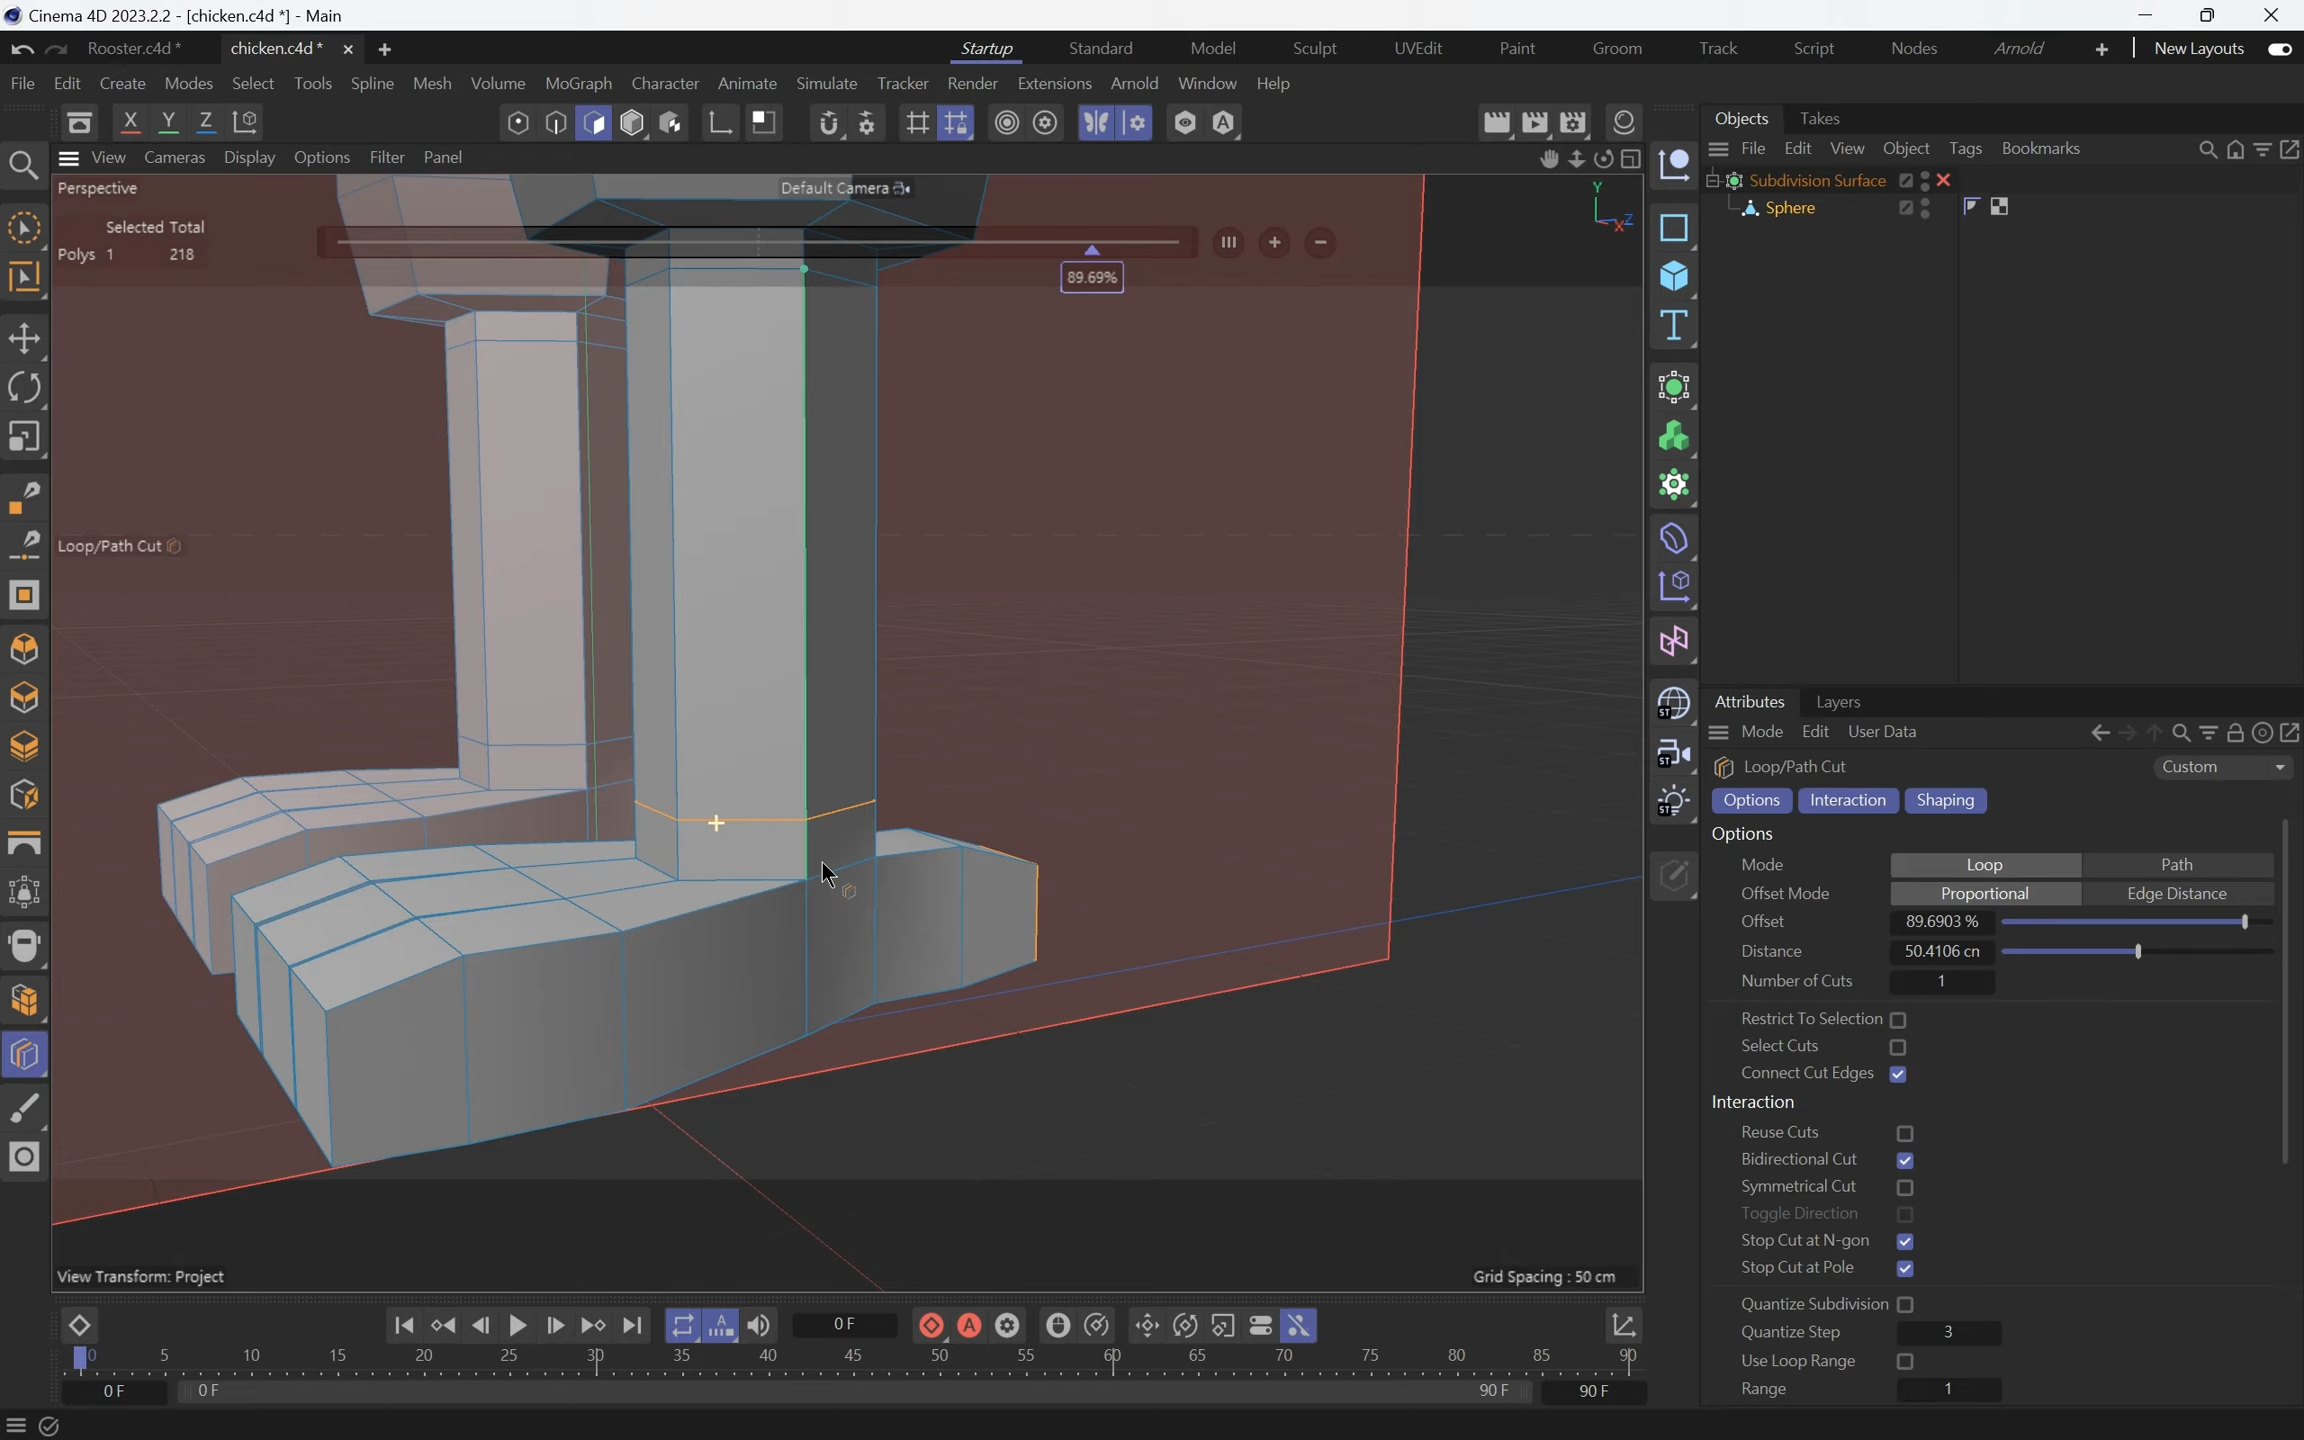 Cinema 4D 2023.2.2 - [chicken.c4d *] - Main
Rooster.c4d * chicken.c4d * Startup Standard Model Sculpt UVEdit Paint Groom Track Script Nodes Arnold New Layouts
File Edit Create Modes Select Tools Spline Mesh Volume MoGraph Character Animate Simulate Tracker Render Extensions Arnold Window Help
X Y Z
Objects Takes
File Edit View Object Tags Bookmarks
View Cameras Display Options Filter Panel
Perspective Default Camera
Selected Total
Polys 1 218
89.69%
Y
Z
X
Loop/Path Cut
View Transform: Project Grid Spacing : 50 cm
Subdivision Surface
Sphere
T
ST
ST
ST
Attributes Layers
Mode Edit User Data
Loop/Path Cut Custom
Options Interaction Shaping
Options
Mode Loop Path
Offset Mode Proportional Edge Distance
Offset 89.6903 %
Distance 50.4106 cn
Number of Cuts 1
Restrict To Selection
Select Cuts
Connect Cut Edges
Interaction
Reuse Cuts
Bidirectional Cut
Symmetrical Cut
Toggle Direction
Stop Cut at N-gon
Stop Cut at Pole
Quantize Subdivision
Quantize Step 3
Use Loop Range
Range 1
A 0 F A
0 5 10 15 20 25 30 35 40 45 50 55 60 65 70 75 80 85 90
0 F 0 F 90 F 90 F